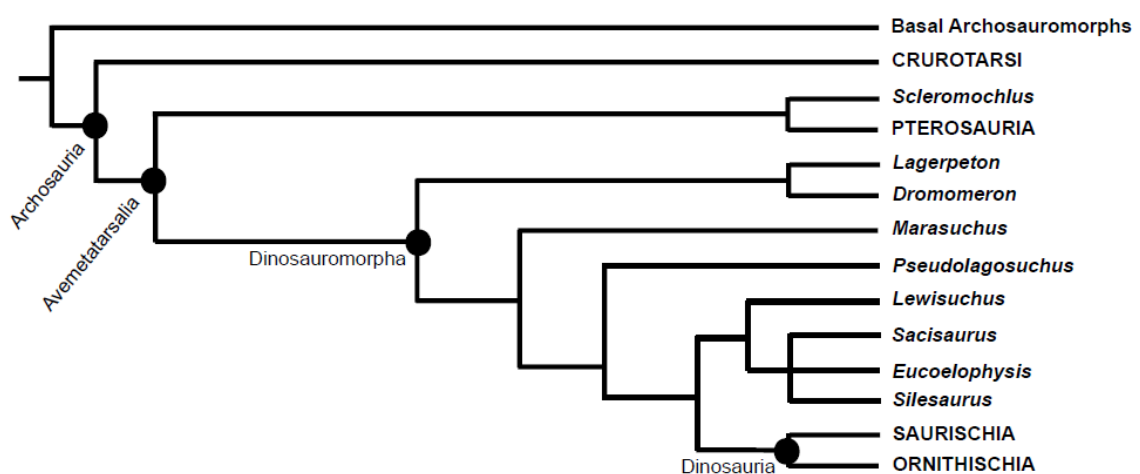 Basal Archosauromorphs
CRUROTARSI
Scleromochlus
PTEROSAURIA
Archosauria
Lagerpeton
Dromomeron
Avemetatarsalia
Marasuchus
Dinosauromorpha
Pseudolagosuchus
Lewisuchus
Sacisaurus
Eucoelophysis
Silesaurus
SAURISCHIA
Dinosauria
ORNITHISCHIA